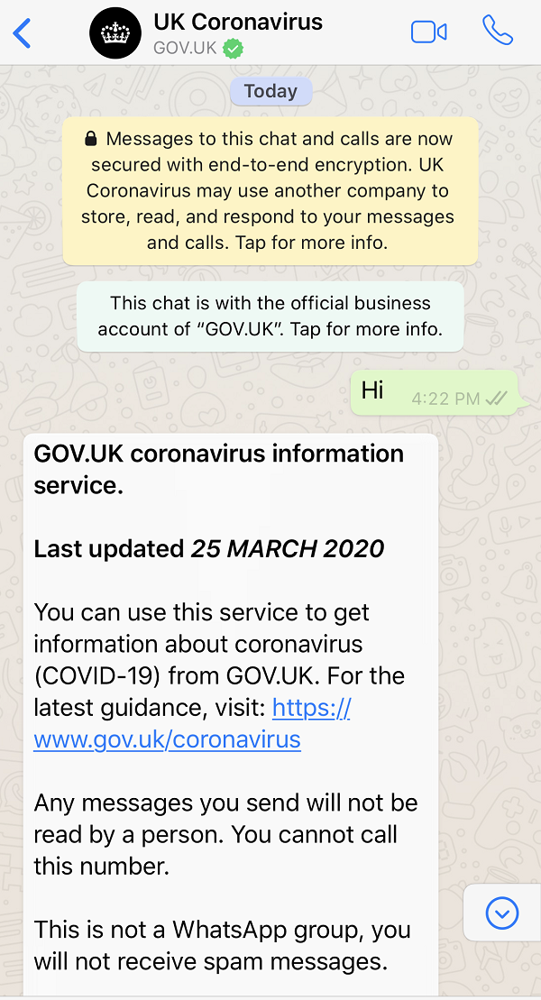 UK Coronavirus
GOV.UK
Today
Messages to this chat and calls are now
secured with end-to-end encryption. UK
Coronavirus may use another company to
store, read, and respond to your messages
and calls. Tap for more info.
This chat is with the official business
account of “GOV.UK”. Tap for more info.
Hi
4:22 PM
GOV.UK coronavirus information
service.
Last updated 25 MARCH 2020
You can use this service to get
information about coronavirus
(COVID-19) from GOV.UK. For the
latest guidance, visit: https://
www.gov.uk/coronavirus
Any messages you send will not be
read by a person. You cannot call
this number.
This is not a WhatsApp group, you
will not receive spam messages.